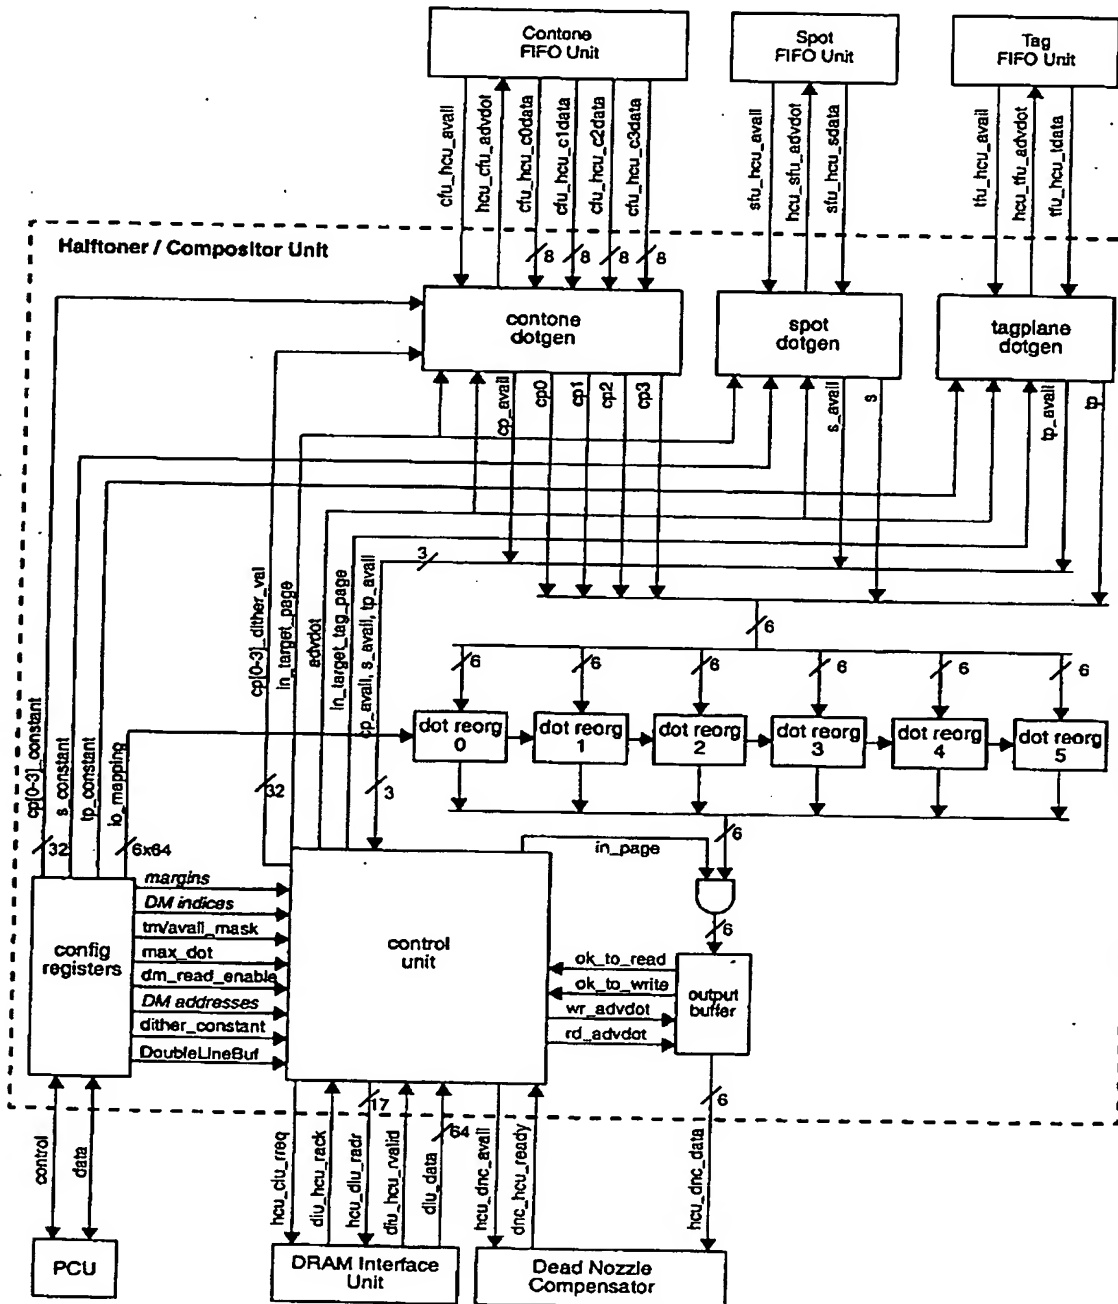 Contone
FIFO Unit
Spot
FIFO Unit
Tag
FIFO Unit
cfu_hcu_avail
hcu_cfu_advdot
cfu_hcu_c0data
cfu_hcu_c1data
cfu_hcu_c2data
cfu_hcu_c3data
sfu_hcu_avail
hcu_sfu_advdot
sfu_hcu_sdata
tfu_hcu_avail
hcu_tfu_advdot
tfu_hcu_tdata
Halftoner / Compositor Unit
8
8
8
8
contone
dotgen
spot
dotgen
tagplane
dotgen
cp_avail
cp0
cp1
cp2
cp3
s_avail
s
tp_avail
tp
3
cp[0-3]_constant
s_constant
tp_constant
io_mapping
cp[0-3]_dither_val
in_target_page
advdot
in_target_tag_page
cp_avail, s_avail, tp_avail
6
6
6
6
6
6
6
dot reorg
0
dot reorg
1
dot reorg
2
dot reorg
3
dot reorg
4
dot reorg
5
32
3
32
6x64
6
in_page
6
config
registers
margins
DM indices
tm/avail_mask
max_dot
dm_read_enable
DM addresses
dither_constant
DoubleLineBuf
control
unit
ok_to_read
ok_to_write
wr_advdot
rd_advdot
output
buffer
17
64
6
control
data
hcu_diu_rreq
diu_hcu_rack
hcu_diu_radr
diu_hcu_rvalid
diu_data
hcu_dnc_avail
dnc_hcu_ready
hcu_dnc_data
PCU
DRAM Interface
Unit
Dead Nozzle
Compensator